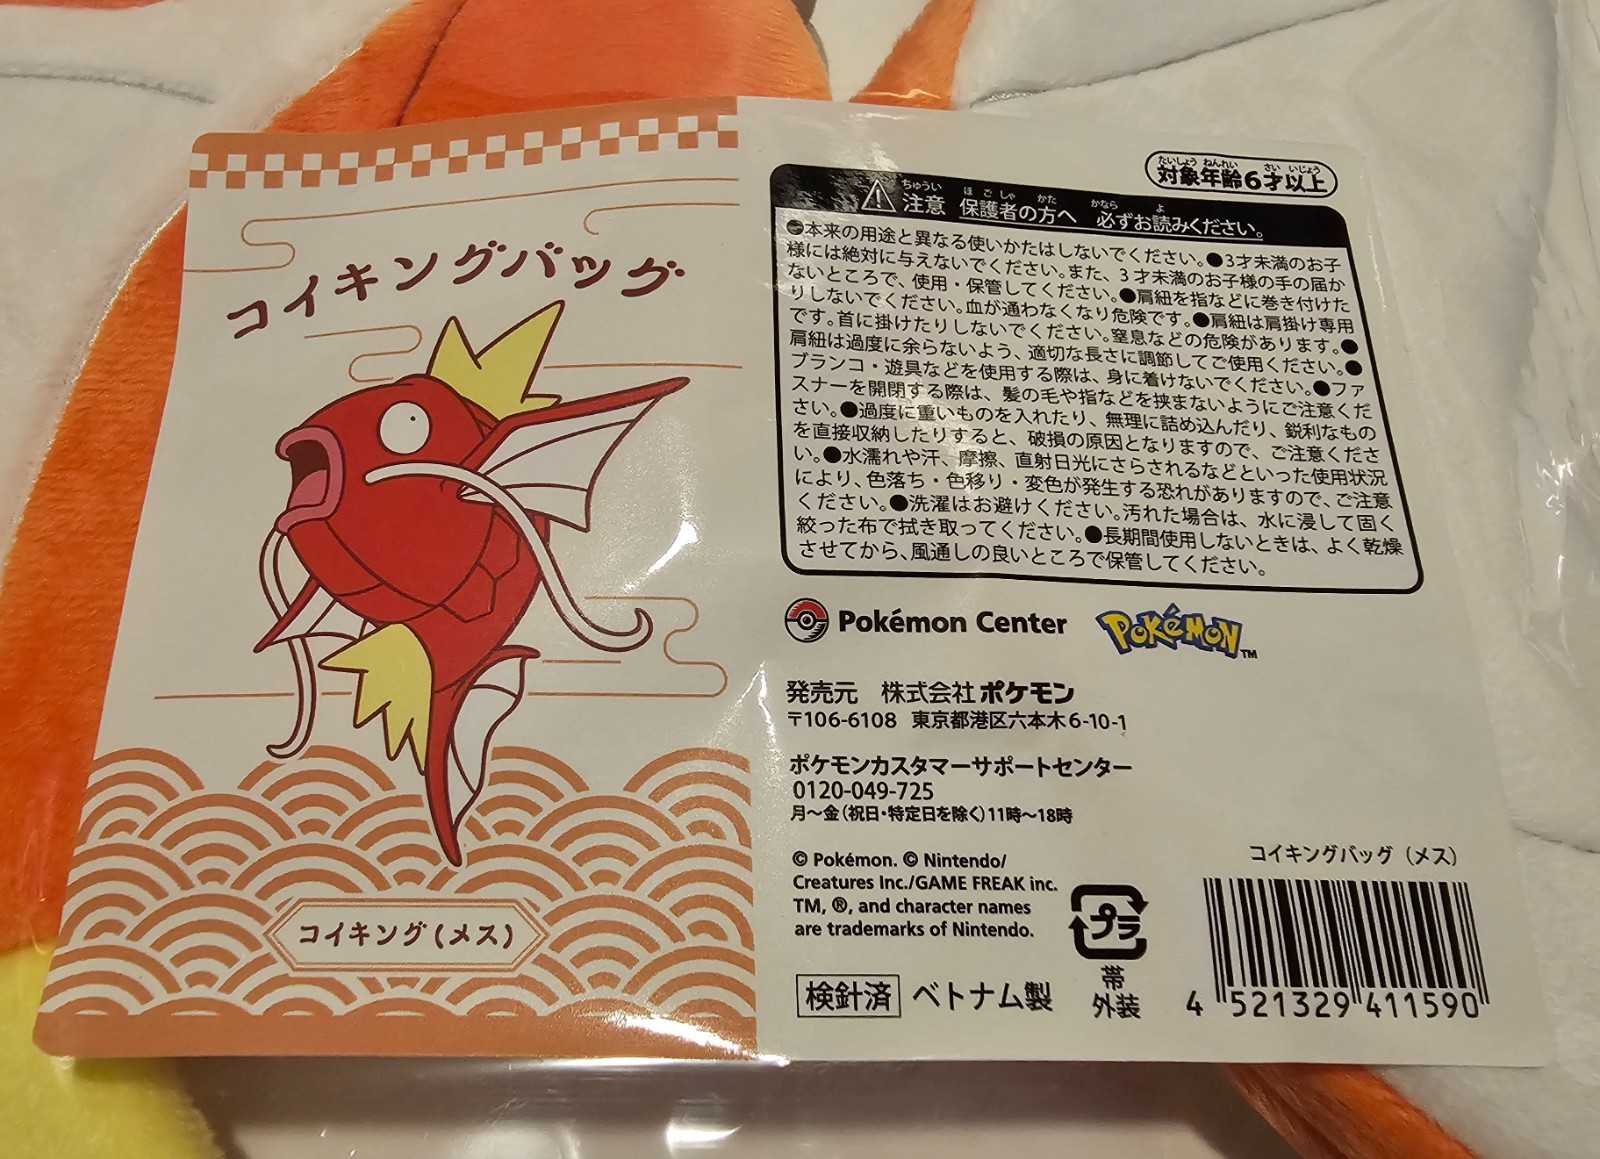 コイキングバッグ
コイキング(メス)
たいしょう ねんれい さい いじょう
対象年齢6才以上
ちゅうい ほごしゃ かた かなら よ
注意 保護者の方へ 必ずお読みください。
●本来の用途と異なる使いかたはしないでください。●3才未満のお子
様には絶対に与えないでください。また、3才未満のお子様の手の届か
ないところで、使用・保管してください。●肩紐を指などに巻き付けた
りしないでください。血が通わなくなり危険です。●肩紐は肩掛け専用
です。首に掛けたりしないでください。窒息などの危険があります。●
肩紐は過度に余らないよう、適切な長さに調節してご使用ください。●
ブランコ・遊具などを使用する際は、身に着けないでください。●ファ
スナーを開閉する際は、髪の毛や指などを挟まないようにご注意くだ
さい。●過度に重いものを入れたり、無理に詰め込んだり、鋭利なもの
を直接収納したりすると、破損の原因となりますので、ご注意くださ
い。●水濡れや汗、摩擦、直射日光にさらされるなどといった使用状況
により、色落ち・色移り・変色が発生する恐れがありますので、ご注意
ください。●洗濯はお避けください。汚れた場合は、水に浸して固く
絞った布で拭き取ってください。●長期間使用しないときは、よく乾燥
させてから、風通しの良いところで保管してください。
Pokémon Center POKéMON TM
発売元 株式会社ポケモン
〒106-6108 東京都港区六本木6-10-1
ポケモンカスタマーサポートセンター
0120-049-725
月〜金(祝日・特定日を除く)11時〜18時
© Pokémon. © Nintendo/
Creatures Inc./GAME FREAK inc.
TM, ®, and character names
are trademarks of Nintendo.
検針済 ベトナム製
プラ
帯
外装
コイキングバッグ(メス)
4 521329 411590